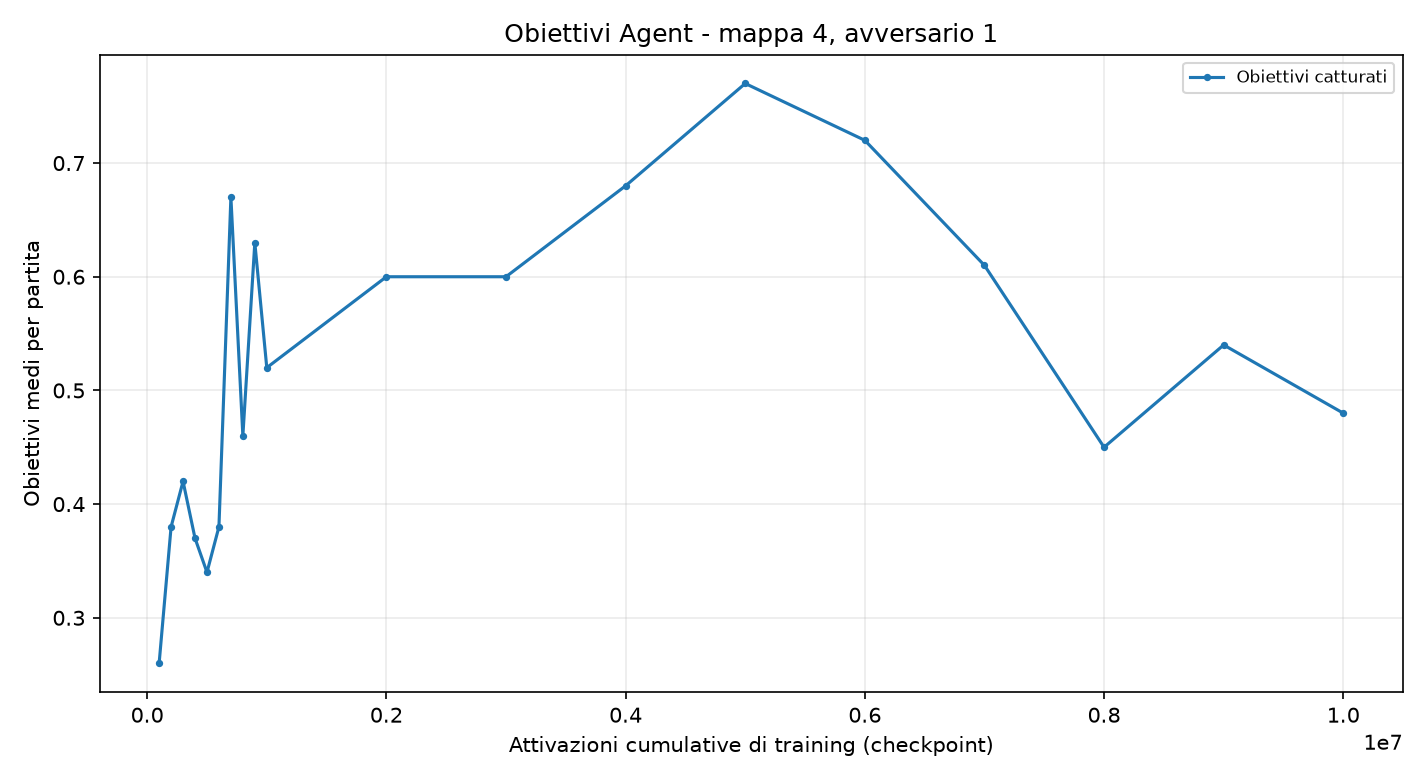 Obiettivi Agent - mappa 4, avversario 1
Obiettivi catturati
Obiettivi medi per partita
0.7
0.6
0.5
0.4
0.3
0.0 0.2 0.4 0.6 0.8 1.0
1e7
Attivazioni cumulative di training (checkpoint)